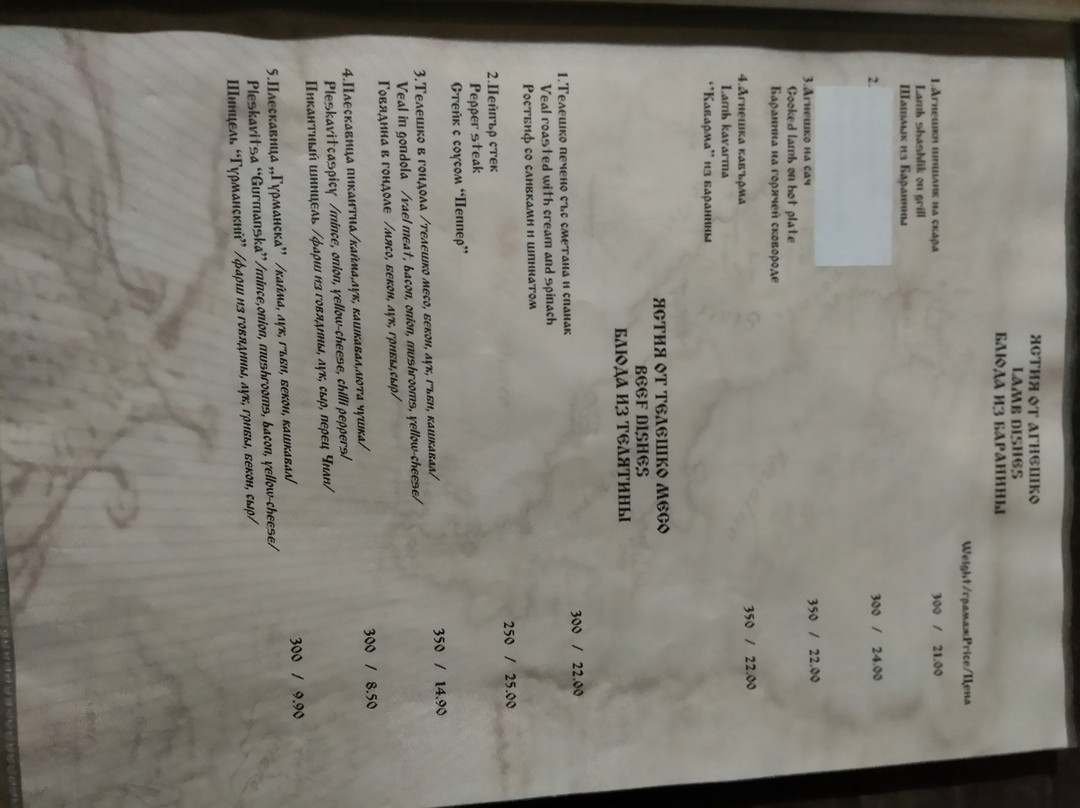 ЯСТИЯ ОТ АГНЕШКО
LAMB DISHES
БЛЮДА ИЗ БАРАНИНЫ
Weight/грамажPrice/Цена
1.Агнешки шишлик на скара 300 / 21.00
Lamb shashlik on grill
Шашлык из Баранины
2. 300 / 24.00
3.Агнешко на сач 350 / 22.00
Cooked lamb on hot plate
Баранина на горячей сковороде
4.Агнешка кавърма 350 / 22.00
Lamb kavarma
“Каварма” из баранины
ЯСТИЯ ОТ ТЕЛЕШКО МЕСО
BEEF DISHES
БЛЮДА ИЗ ТЕЛЯТИНЫ
1.Телешко печено със сметана и спанак 300 / 22.00
Veal roasted with cream and spinach
Ростбиф со сливками и шпинатом
2.Пепър стек 250 / 25.00
Pepper steak
Стейк с соусом “Пеппер”
3.Телешко в гондола /телешко месо, бекон, лук, гъби, кашкавал/ 350 / 14.90
Veal in gondola /vael meat, bacon, onion, mushrooms, yellow-cheese/
Говядина в гондоле /мясо, бекон, лук, грибы,сыр/
4.Плескавица пикантна/кайма,лук, кашкавал,люта чушка/ 300 / 8.50
Pleskavitcaspicy /mince, onion, yellow-cheese, chilli peppers/
Пикантный шницель /фарш из говядины, лук, сыр, перец Чили/
5.Плескавица „Гурманска” /кайма, лук, гъби, бекон, кашкавал/ 300 / 9.90
Pleskavitsa “Gurmanska” /mince,onion, mushrooms, bacon, yellow-cheese/
Шницель “Гурманский” /фарш из говядины, лук, грибы, бекон, сыр/